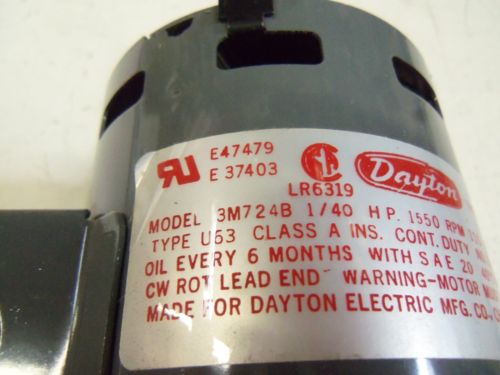 E47479
E 37403
LR6319
Dayton
MODEL 3M724B 1/40 H P. 1550 RPM
TYPE U63 CLASS A INS. CONT. DUTY
OIL EVERY 6 MONTHS WITH SAE 20
CW ROT LEAD END WARNING-MOTOR
MADE FOR DAYTON ELECTRIC MFG. CO.,